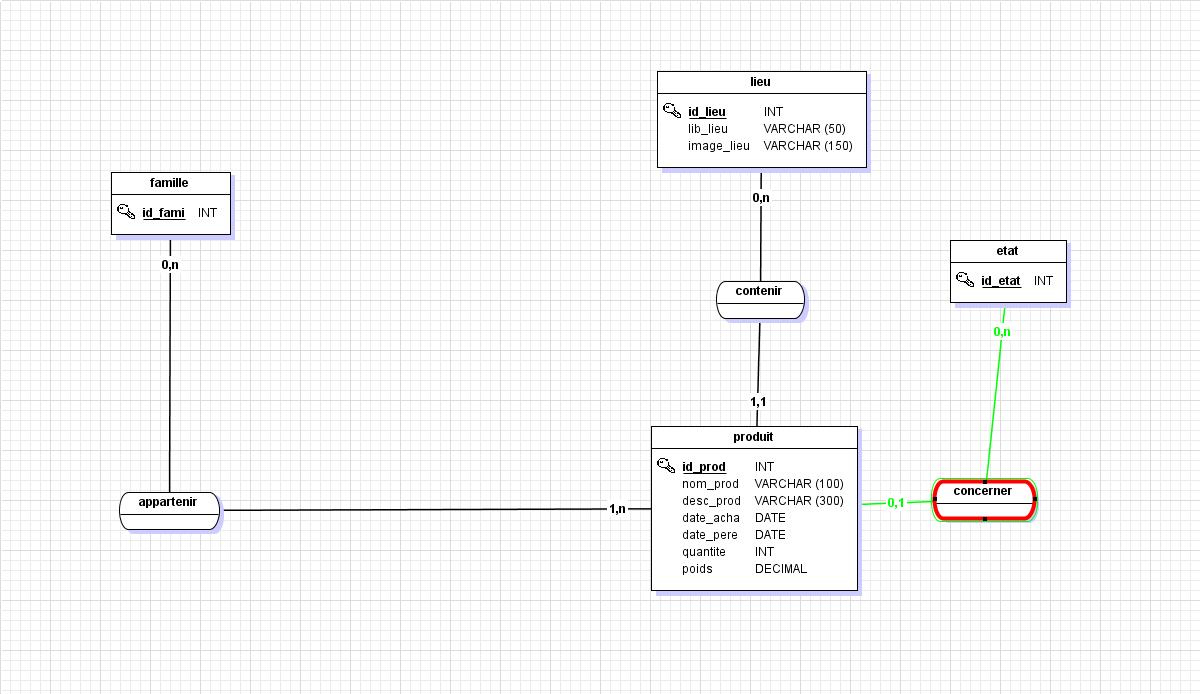 lieu
id_lieu INT
lib_lieu VARCHAR (50)
image_lieu VARCHAR (150)
famille
id_fami INT
0,n
0,n
etat
id_etat INT
contenir
0,n
1,1
produit
id_prod INT
nom_prod VARCHAR (100)
desc_prod VARCHAR (300)
date_acha DATE
date_pere DATE
quantite INT
poids DECIMAL
appartenir
1,n
0,1
concerner